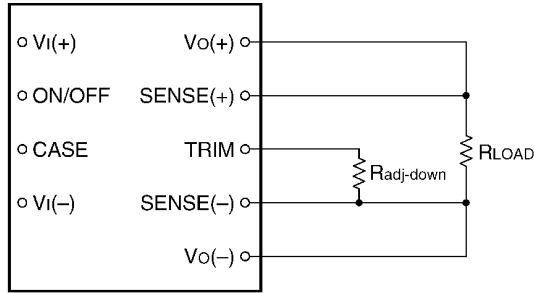 VI(+) VO(+)
ON/OFF SENSE(+)
CASE TRIM RLOAD
Radj-down
VI(–) SENSE(–)
VO(–)